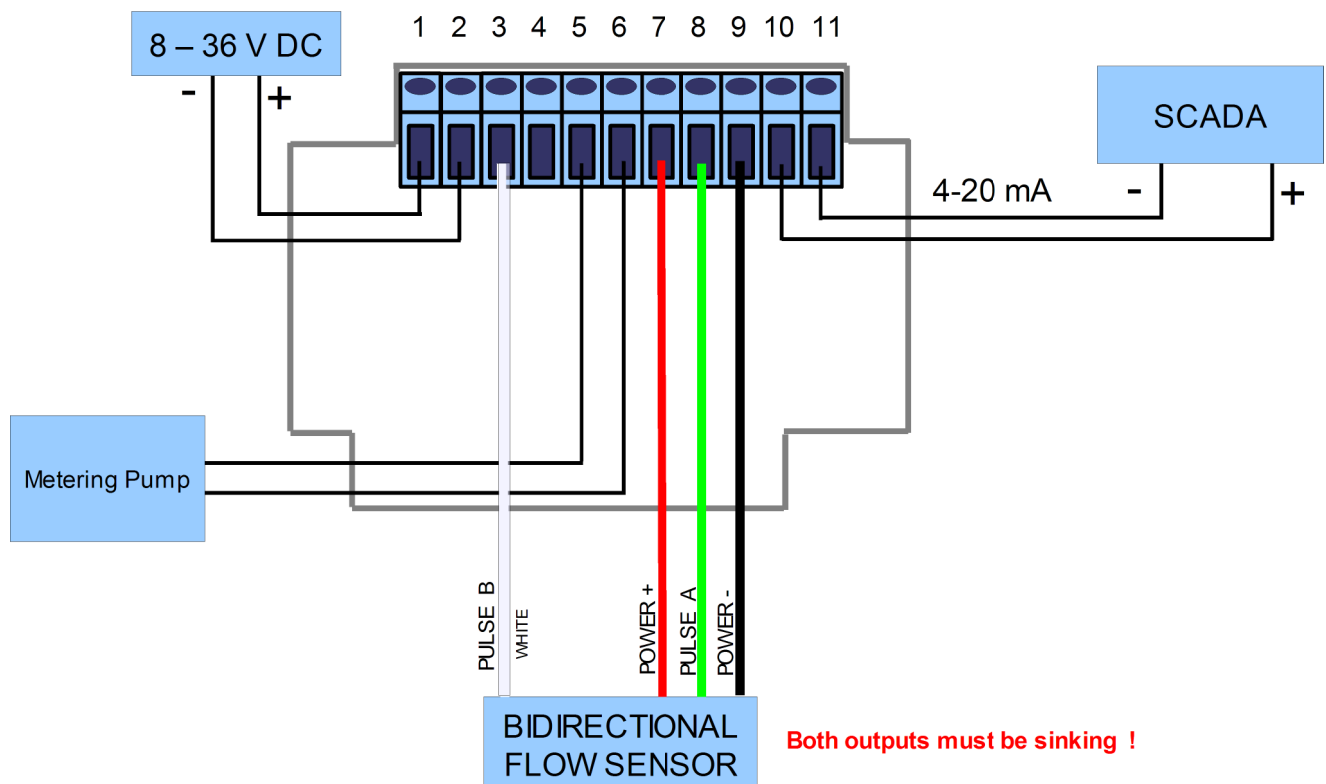 8 – 36 V DC
- +
1 2 3 4 5 6 7 8 9 10 11
SCADA
4-20 mA
- +
Metering Pump
PULSE B
WHITE
POWER +
PULSE A
POWER -
BIDIRECTIONAL
FLOW SENSOR
Both outputs must be sinking !